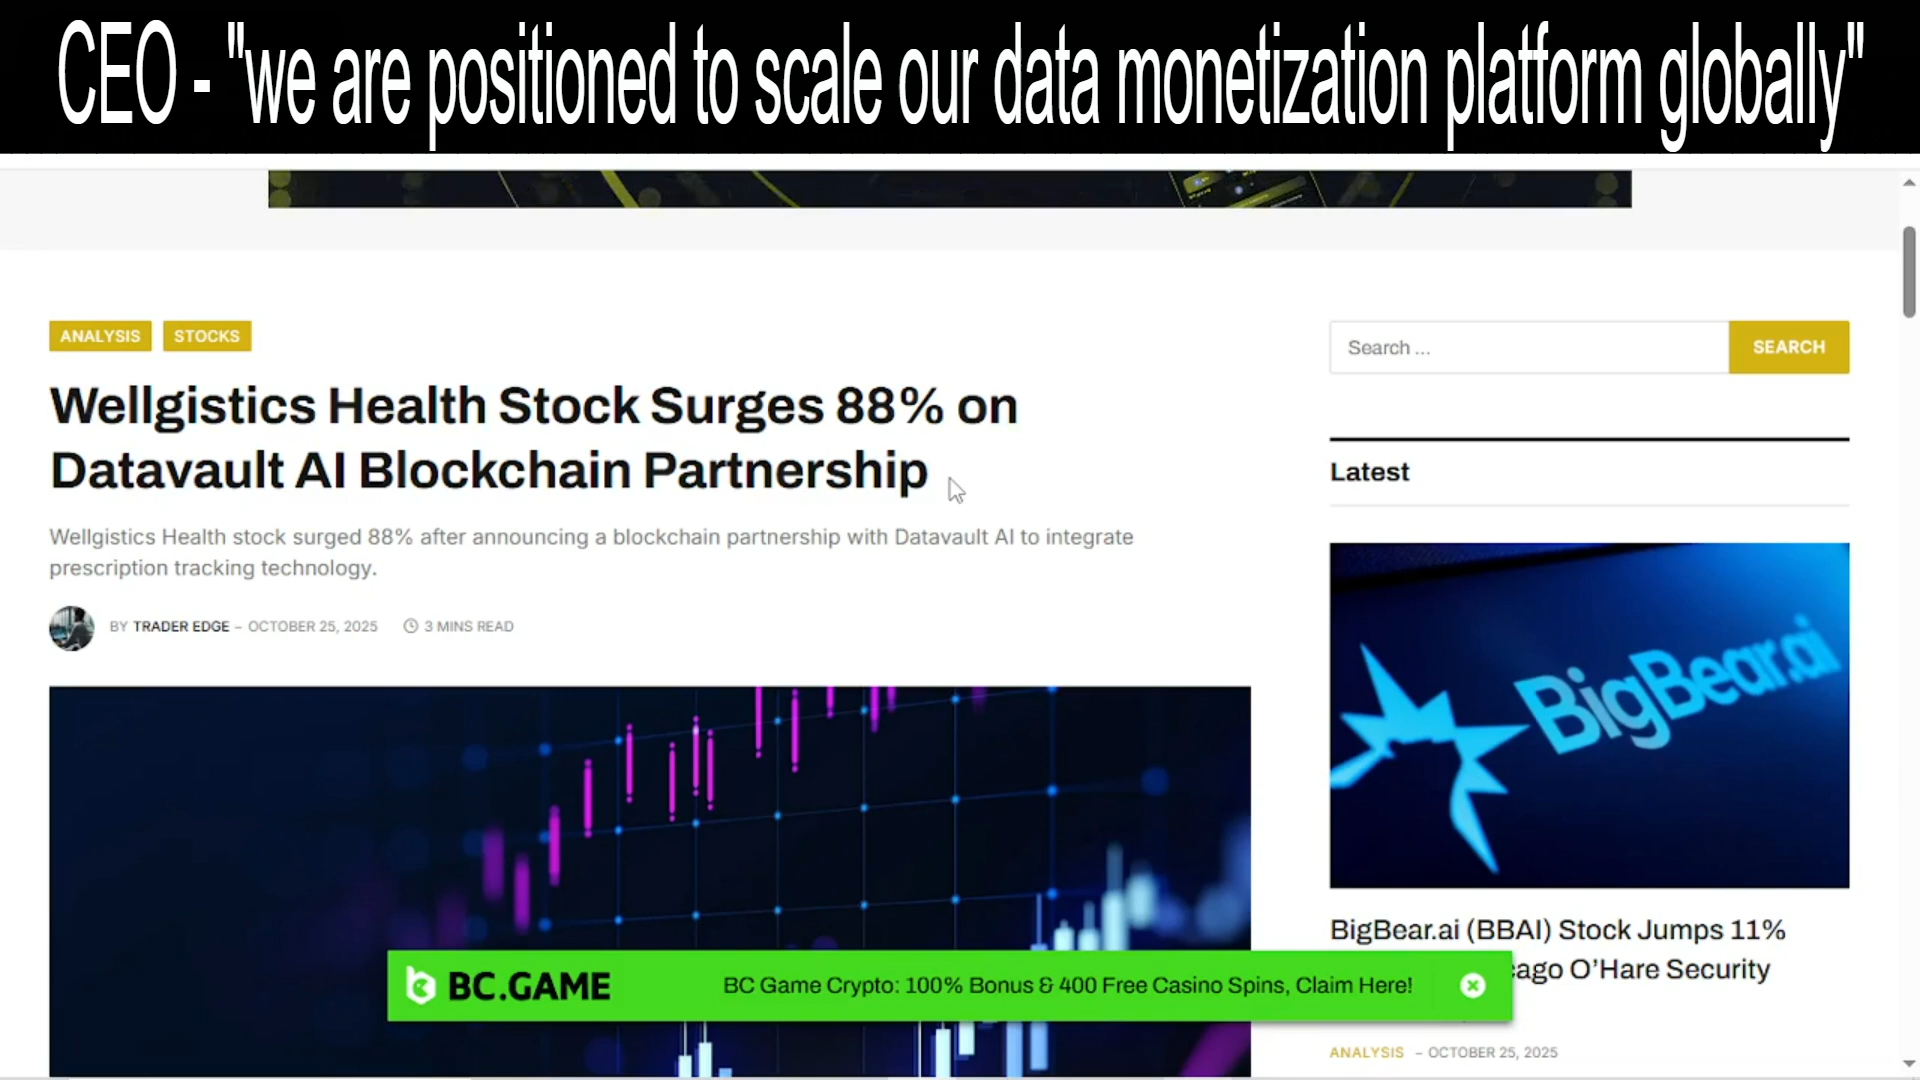 CEO - "we are positioned to scale our data monetization platform globally"
ANALYSIS STOCKS
Wellgistics Health Stock Surges 88% on
Datavault AI Blockchain Partnership
Wellgistics Health stock surged 88% after announcing a blockchain partnership with Datavault AI to integrate
prescription tracking technology.
BY TRADER EDGE – OCTOBER 25, 2025 3 MINS READ
Search ...
SEARCH
Latest
BigBear.ai
BigBear.ai (BBAI) Stock Jumps 11%
O’Hare Security
ANALYSIS – OCTOBER 25, 2025
BC.GAME
BC Game Crypto: 100% Bonus & 400 Free Casino Spins, Claim Here!